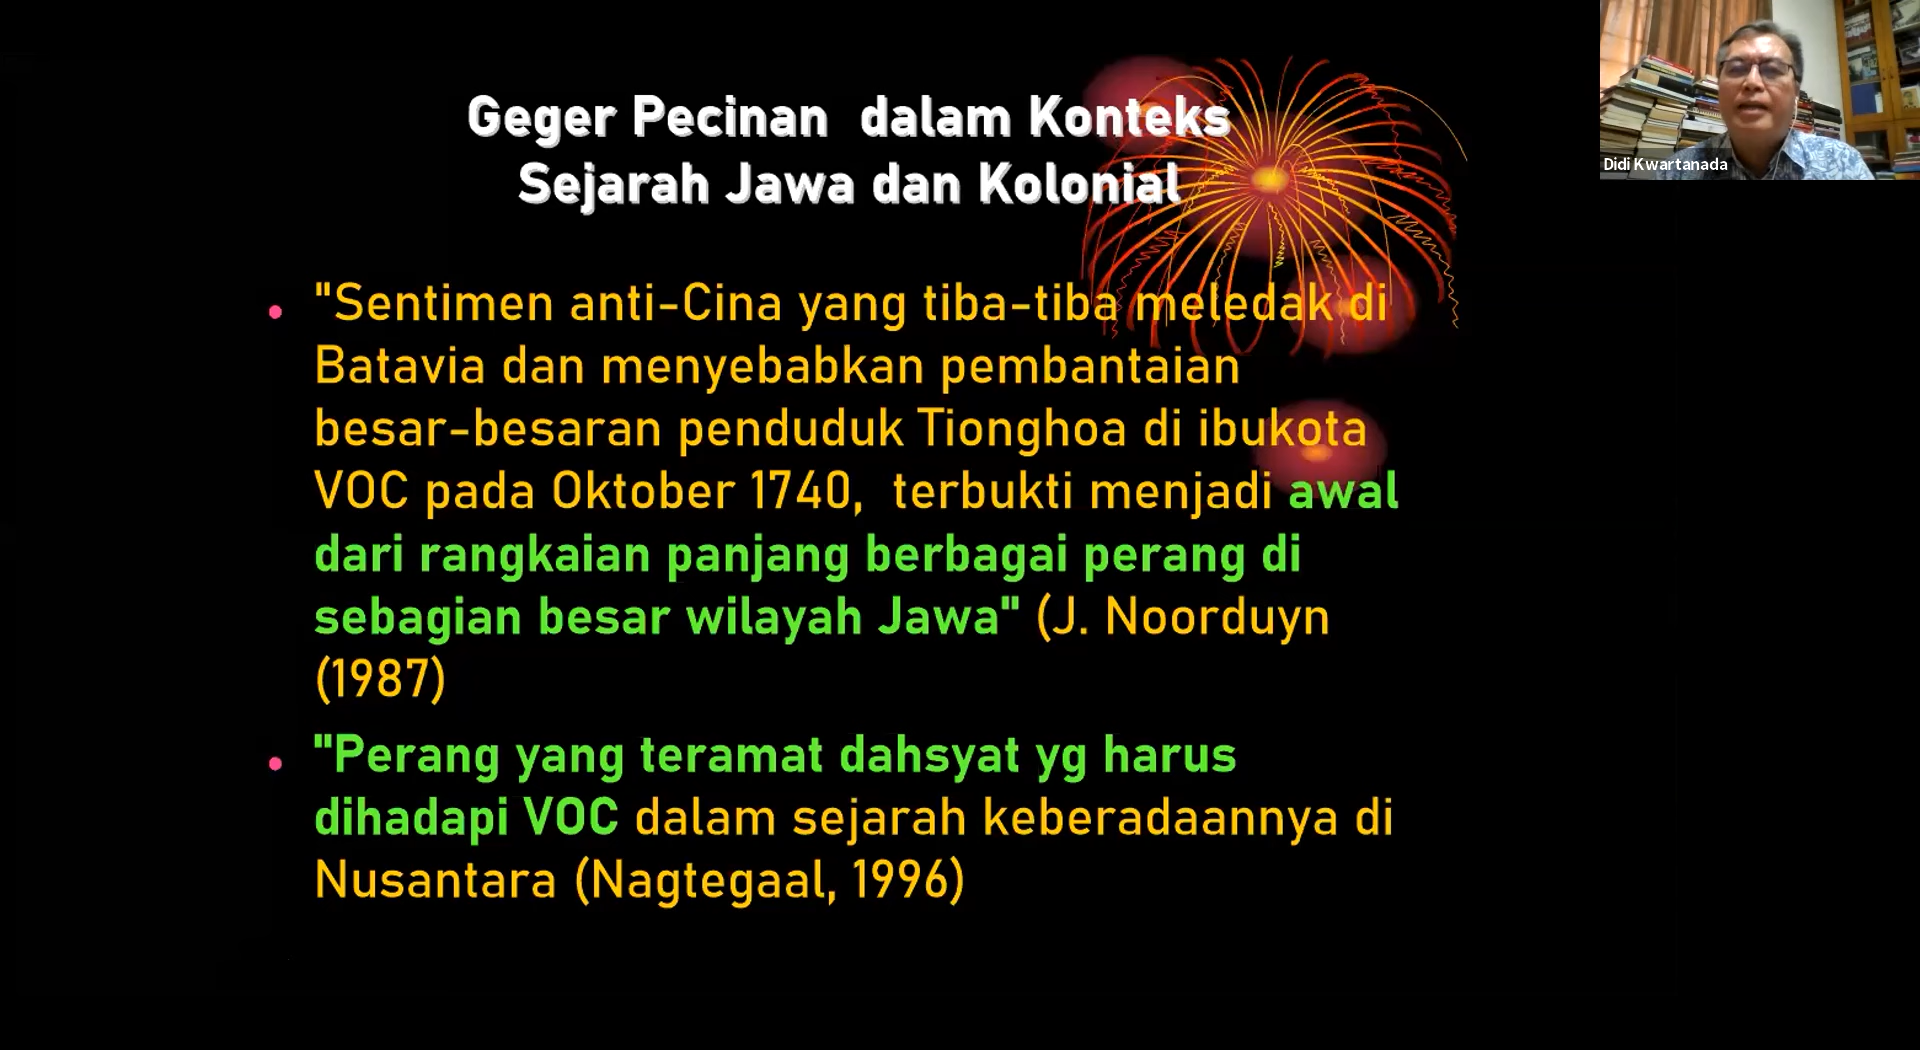 Geger Pecinan  dalam Konteks
Sejarah Jawa dan Kolonial
• "Sentimen anti-Cina yang tiba-tiba meledak di
Batavia dan menyebabkan pembantaian
besar-besaran penduduk Tionghoa di ibukota
VOC pada Oktober 1740,  terbukti menjadi awal
dari rangkaian panjang berbagai perang di
sebagian besar wilayah Jawa" (J. Noorduyn
(1987)
• "Perang yang teramat dahsyat yg harus
dihadapi VOC dalam sejarah keberadaannya di
Nusantara (Nagtegaal, 1996)
Didi Kwartanada